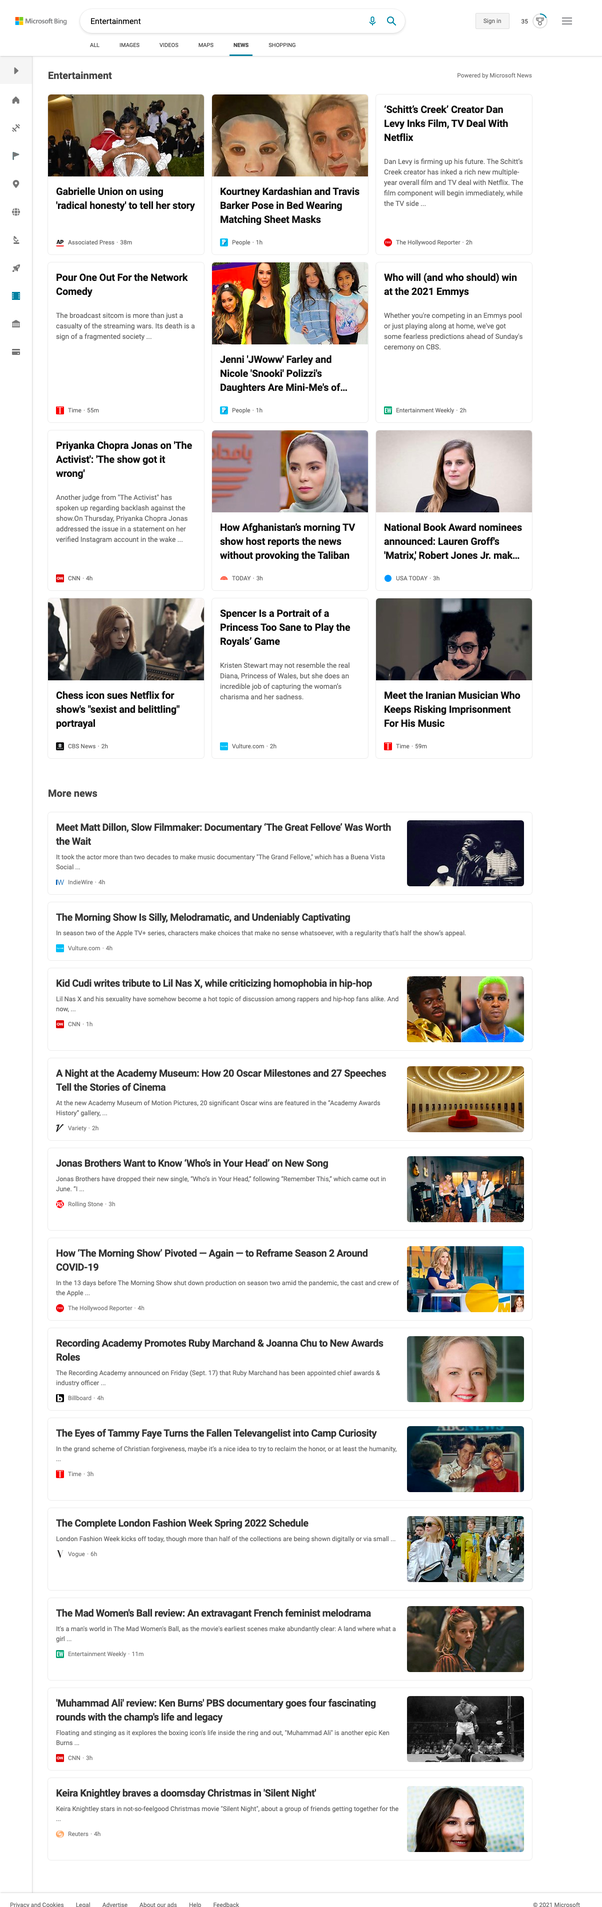 Microsoft Bing
Entertainment
Sign in
35
ALL IMAGES VIDEOS MAPS NEWS SHOPPING
Entertainment
Powered by Microsoft News
Gabrielle Union on using
'radical honesty' to tell her story
AP Associated Press · 38m
Kourtney Kardashian and Travis
Barker Pose in Bed Wearing
Matching Sheet Masks
People · 1h
‘Schitt’s Creek’ Creator Dan
Levy Inks Film, TV Deal With
Netflix
Dan Levy is firming up his future. The Schitt's
Creek creator has inked a rich new multiple-
year overall film and TV deal with Netflix. The
film component will begin immediately, while
the TV side ...
The Hollywood Reporter · 2h
Pour One Out For the Network
Comedy
The broadcast sitcom is more than just a
casualty of the streaming wars. Its death is a
sign of a fragmented society ...
Time · 55m
Jenni 'JWoww' Farley and
Nicole 'Snooki' Polizzi's
Daughters Are Mini-Me's of...
People · 1h
Who will (and who should) win
at the 2021 Emmys
Whether you're competing in an Emmys pool
or just playing along at home, we've got
some fearless predictions ahead of Sunday's
ceremony on CBS.
Entertainment Weekly · 2h
Priyanka Chopra Jonas on 'The
Activist': 'The show got it
wrong'
Another judge from "The Activist" has
spoken up regarding backlash against the
show.On Thursday, Priyanka Chopra Jonas
addressed the issue in a statement on her
verified Instagram account in the wake ...
CNN · 4h
How Afghanistan's morning TV
show host reports the news
without provoking the Taliban
TODAY · 3h
National Book Award nominees
announced: Lauren Groff's
'Matrix,' Robert Jones Jr. mak...
USA TODAY · 3h
Chess icon sues Netflix for
show's "sexist and belittling"
portrayal
CBS News · 2h
Spencer Is a Portrait of a
Princess Too Sane to Play the
Royals’ Game
Kristen Stewart may not resemble the real
Diana, Princess of Wales, but she does an
incredible job of capturing the woman's
charisma and her sadness.
Vulture.com · 2h
Meet the Iranian Musician Who
Keeps Risking Imprisonment
For His Music
Time · 59m
More news
Meet Matt Dillon, Slow Filmmaker: Documentary ‘The Great Fellove’ Was Worth
the Wait
It took the actor more than two decades to make music documentary "The Grand Fellove," which has a Buena Vista
Social ...
IndieWire · 4h
The Morning Show Is Silly, Melodramatic, and Undeniably Captivating
In season two of the Apple TV+ series, characters make choices that make no sense whatsoever, with a regularity that's half the show's appeal.
Vulture.com · 4h
Kid Cudi writes tribute to Lil Nas X, while criticizing homophobia in hip-hop
Lil Nas X and his sexuality have somehow become a hot topic of discussion among rappers and hip-hop fans alike. And
now, ...
CNN · 1h
A Night at the Academy Museum: How 20 Oscar Milestones and 27 Speeches
Tell the Stories of Cinema
At the new Academy Museum of Motion Pictures, 20 significant Oscar wins are featured in the "Academy Awards
History" gallery, ...
Variety · 2h
Jonas Brothers Want to Know ‘Who’s in Your Head’ on New Song
Jonas Brothers have dropped their new single, "Who's in Your Head," following "Remember This," which came out in
June. "I ...
Rolling Stone · 3h
How ‘The Morning Show’ Pivoted — Again — to Reframe Season 2 Around
COVID-19
In the 13 days before The Morning Show shut down production on season two amid the pandemic, the cast and crew of
the Apple ...
The Hollywood Reporter · 4h
Recording Academy Promotes Ruby Marchand & Joanna Chu to New Awards
Roles
The Recording Academy announced on Friday (Sept. 17) that Ruby Marchand has been appointed chief awards &
industry officer ...
Billboard · 4h
The Eyes of Tammy Faye Turns the Fallen Televangelist into Camp Curiosity
In the grand scheme of Christian forgiveness, maybe it's a nice idea to try to reclaim the honor, or at least the humanity,
...
Time · 3h
ABC NEWS
The Complete London Fashion Week Spring 2022 Schedule
London Fashion Week kicks off today, though more than half of the collections are being shown digitally or via small ...
Vogue · 6h
The Mad Women's Ball review: An extravagant French feminist melodrama
It's a man's world in The Mad Women's Ball, as the movie's earliest scenes make abundantly clear: A land where what a
girl ...
Entertainment Weekly · 11m
'Muhammad Ali' review: Ken Burns' PBS documentary goes four fascinating
rounds with the champ's life and legacy
Floating and stinging as it explores the boxing icon's life inside the ring and out, "Muhammad Ali" is another epic Ken
Burns ...
CNN · 3h
Keira Knightley braves a doomsday Christmas in 'Silent Night'
Keira Knightley stars in not-so-feelgood Christmas movie "Silent Night", about a group of friends getting together for the
...
Reuters · 4h
Privacy and Cookies Legal Advertise About our ads Help Feedback
© 2021 Microsoft